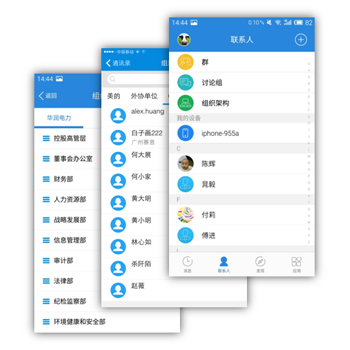 14:44
返回
组
华国电力
控股高管层
董事会办公室
财务部
人力资源部
战略发展部
信息管理部
审计部
法律部
纪检监察部
环境健康和安全部
通讯录
组
美的
外协单位
alex.huang
白子画222
广州赛意
何大展
何小家
黄大明
黄小明
林心如
杀阡陌
赵薇
14:44
0.10%
4G
82
联系人
群
讨论组
组织架构
我的设备
iphone-955a
C
陈辉
晁毅
F
付莉
傅进
L
消息
联系人
发现
应用